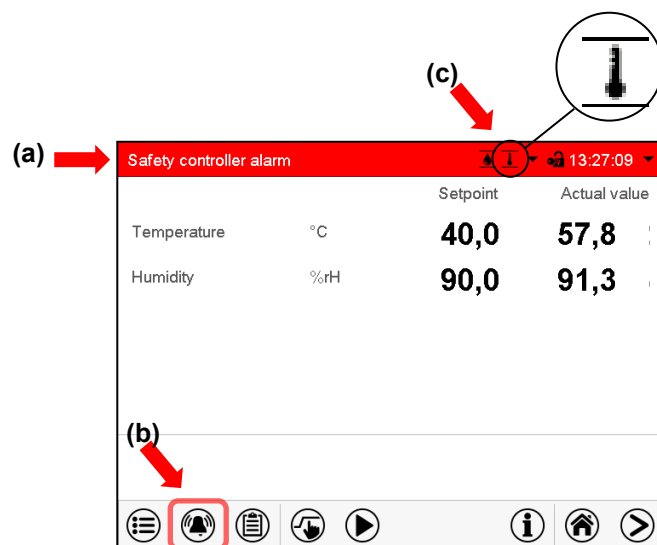 (c)
(a)
Safety controller alarm 13:27:09
Setpoint Actual value
Temperature °C 40,0 57,8
Humidity %rH 90,0 91,3
(b)